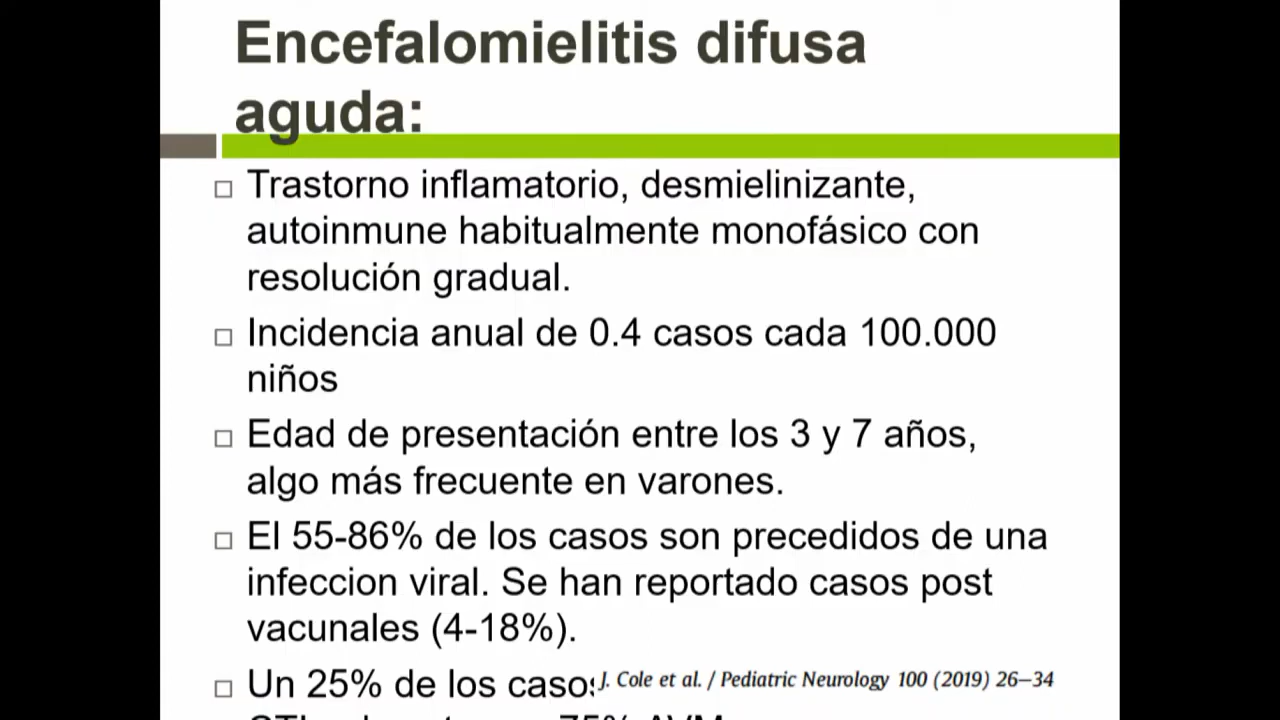 Encefalomielitis difusa
aguda:
□ Trastorno inflamatorio, desmielinizante,
autoinmune habitualmente monofásico con
resolución gradual.
□ Incidencia anual de 0.4 casos cada 100.000
niños
□ Edad de presentación entre los 3 y 7 años,
algo más frecuente en varones.
□ El 55-86% de los casos son precedidos de una
infeccion viral. Se han reportado casos post
vacunales (4-18%).
□ Un 25% de los casos
J. Cole et al. / Pediatric Neurology 100 (2019) 26–34